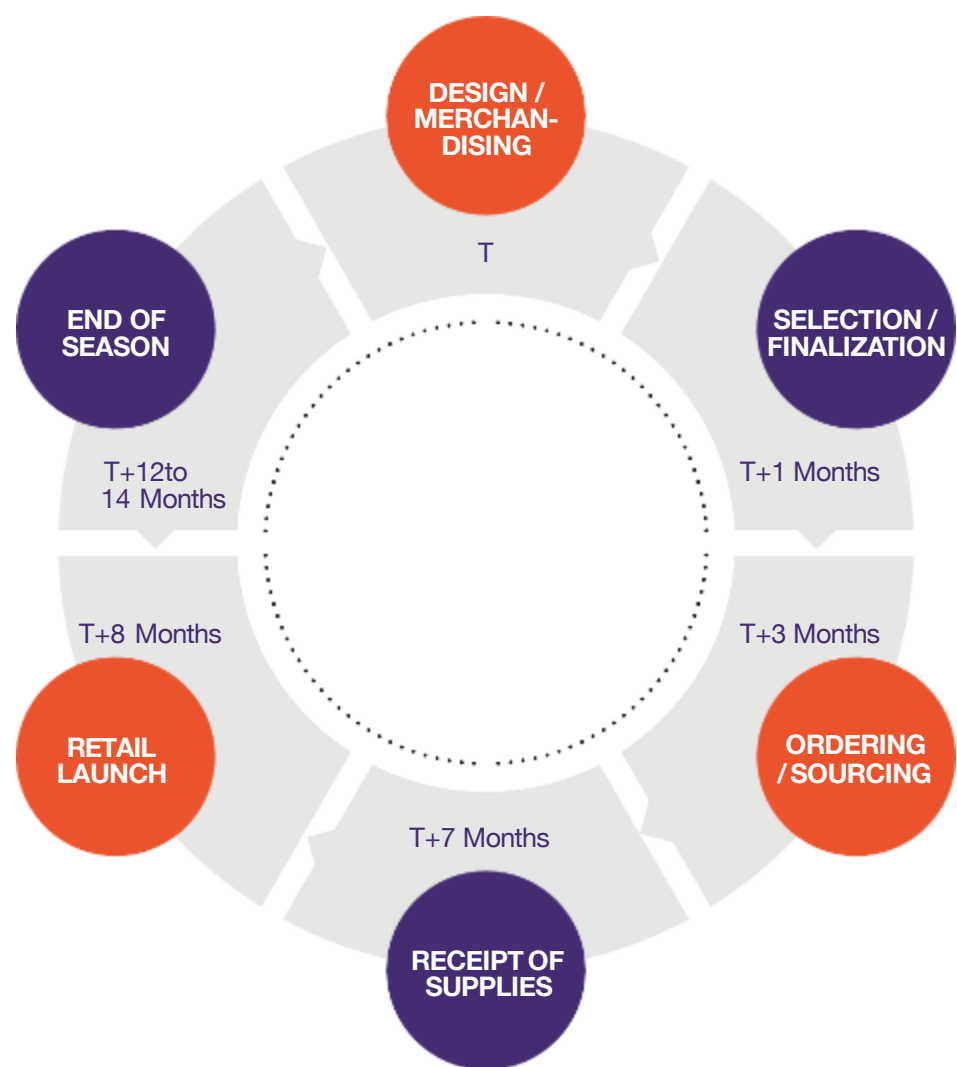 DESIGN /
MERCHAN-
DISING
T
SELECTION /
FINALIZATION
T+1 Months
T+3 Months
ORDERING
/ SOURCING
T+7 Months
RECEIPT OF
SUPPLIES
T+8 Months
RETAIL
LAUNCH
END OF
SEASON
T+12to
14 Months